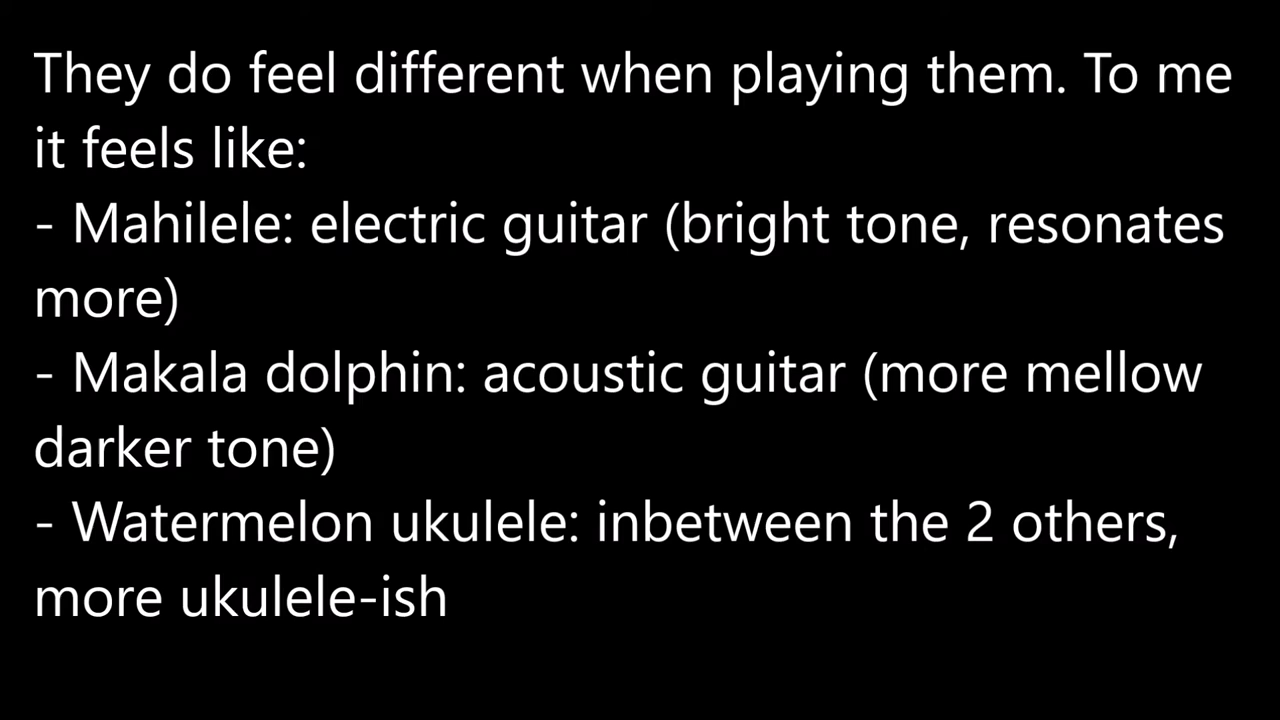 They do feel different when playing them. To me
it feels like:
- Mahilele: electric guitar (bright tone, resonates
more)
- Makala dolphin: acoustic guitar (more mellow
darker tone)
- Watermelon ukulele: inbetween the 2 others,
more ukulele-ish